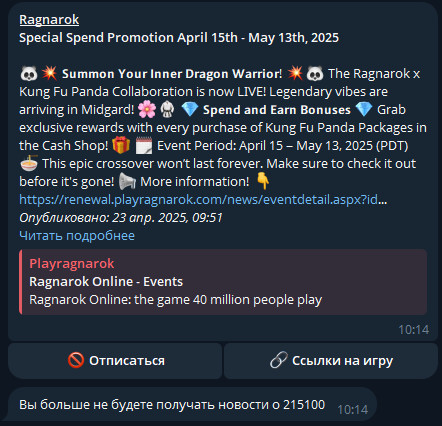 Ragnarok
Special Spend Promotion April 15th - May 13th, 2025
🐼 💥 Summon Your Inner Dragon Warrior! 💥 🐼 The Ragnarok x
Kung Fu Panda Collaboration is now LIVE! Legendary vibes are
arriving in Midgard! 🌸 🥋 💎 Spend and Earn Bonuses 💎 Grab
exclusive rewards with every purchase of Kung Fu Panda Packages in
the Cash Shop! 🎁 🗓 Event Period: April 15 – May 13, 2025 (PDT)
🍜 This epic crossover won’t last forever. Make sure to check it out
before it's gone! 📢 More information! 👇
https://renewal.playragnarok.com/news/eventdetail.aspx?id...
Опубликовано: 23 апр. 2025, 09:51
Читать подробнее
Playragnarok
Ragnarok Online - Events
Ragnarok Online: the game 40 million people play
10:14
🚫 Отписаться
🔗 Ссылки на игру
Вы больше не будете получать новости о 215100 10:14